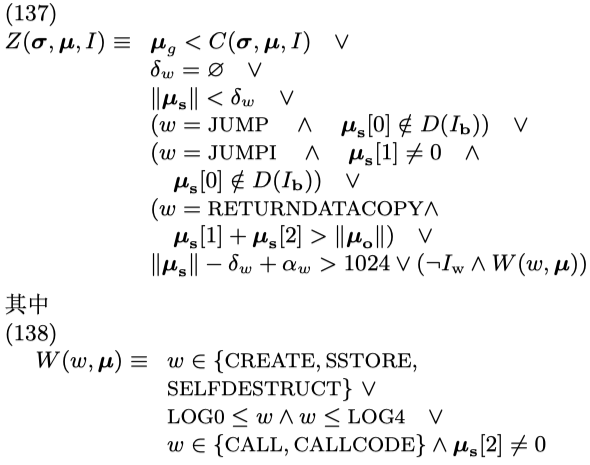 (137)
Z(σ, μ, I) ≡ μ_g < C(σ, μ, I) ∨
δ_w = ∅ ∨
‖μ_s‖ < δ_w ∨
(w = JUMP ∧ μ_s[0] ∉ D(I_b)) ∨
(w = JUMPI ∧ μ_s[1] ≠ 0 ∧
μ_s[0] ∉ D(I_b)) ∨
(w = RETURNDATACOPY∧
μ_s[1] + μ_s[2] > ‖μ_o‖) ∨
‖μ_s‖ − δ_w + α_w > 1024 ∨ (¬I_w ∧ W(w, μ))
其中
(138)
W(w, μ) ≡ w ∈ {CREATE, SSTORE,
SELFDESTRUCT} ∨
LOG0 ≤ w ∧ w ≤ LOG4 ∨
w ∈ {CALL, CALLCODE} ∧ μ_s[2] ≠ 0